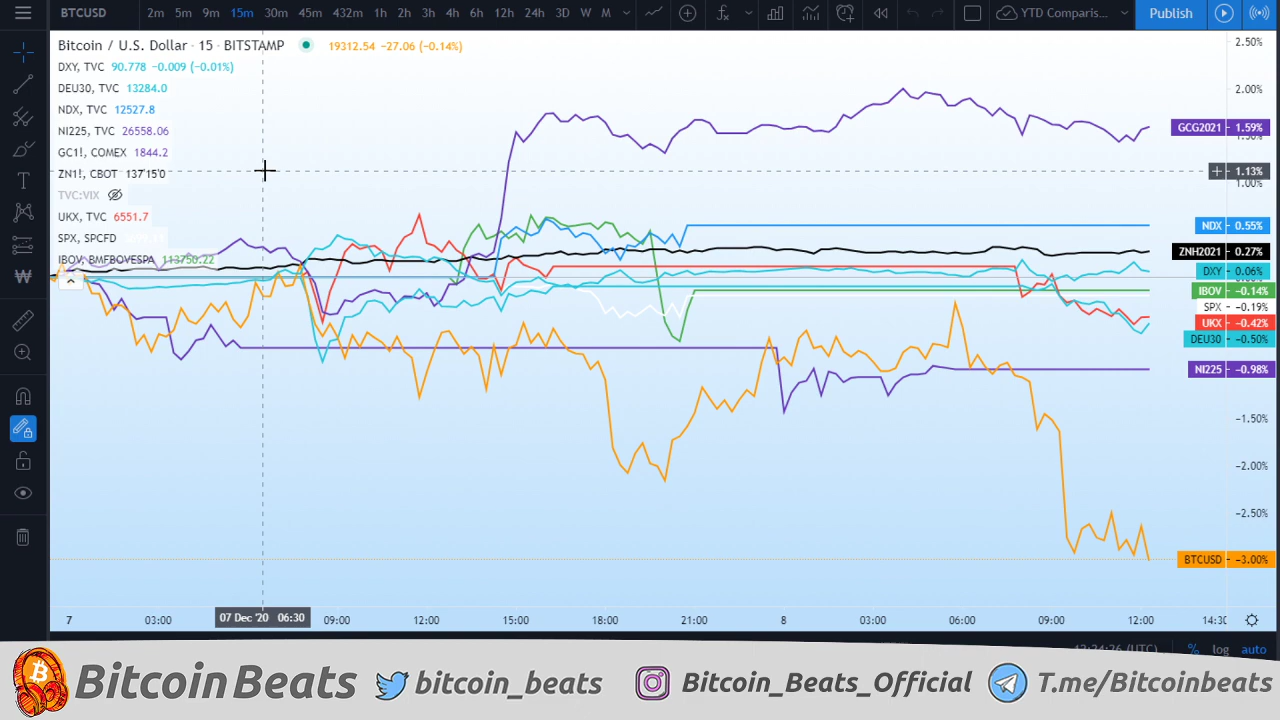 BTCUSD 2m 5m 9m 15m 30m 45m 432m 1h 2h 3h 4h 6h 12h 24h 3D W M YTD Comparis... Publish
Bitcoin / U.S. Dollar · 15 · BITSTAMP 19312.54 −27.06 (−0.14%)
DXY, TVC 90.778 −0.009 (−0.01%)
DEU30, TVC 13284.0
NDX, TVC 12527.8
NI225, TVC 26558.06
GC1!, COMEX 1844.2
ZN1!, CBOT 137'15'0
TVC:VIX
UKX, TVC 6551.7
SPX, SPCFD
IBOV, BMFBOVESPA 113750.22
2.50%
2.00%
GCG2021 1.59%
1.50%
1.13%
1.00%
NDX 0.55%
ZNH2021 0.27%
DXY 0.06%
IBOV −0.14%
SPX −0.19%
UKX −0.42%
DEU30 −0.50%
NI225 −0.98%
−1.50%
−2.00%
−2.50%
BTCUSD −3.00%
7 03:00 07 Dec '20 06:30 09:00 12:00 15:00 18:00 21:00 8 03:00 06:00 09:00 12:00
(UTC) % log auto
Bitcoin Beats bitcoin_beats Bitcoin_Beats_Official T.me/Bitcoinbeats